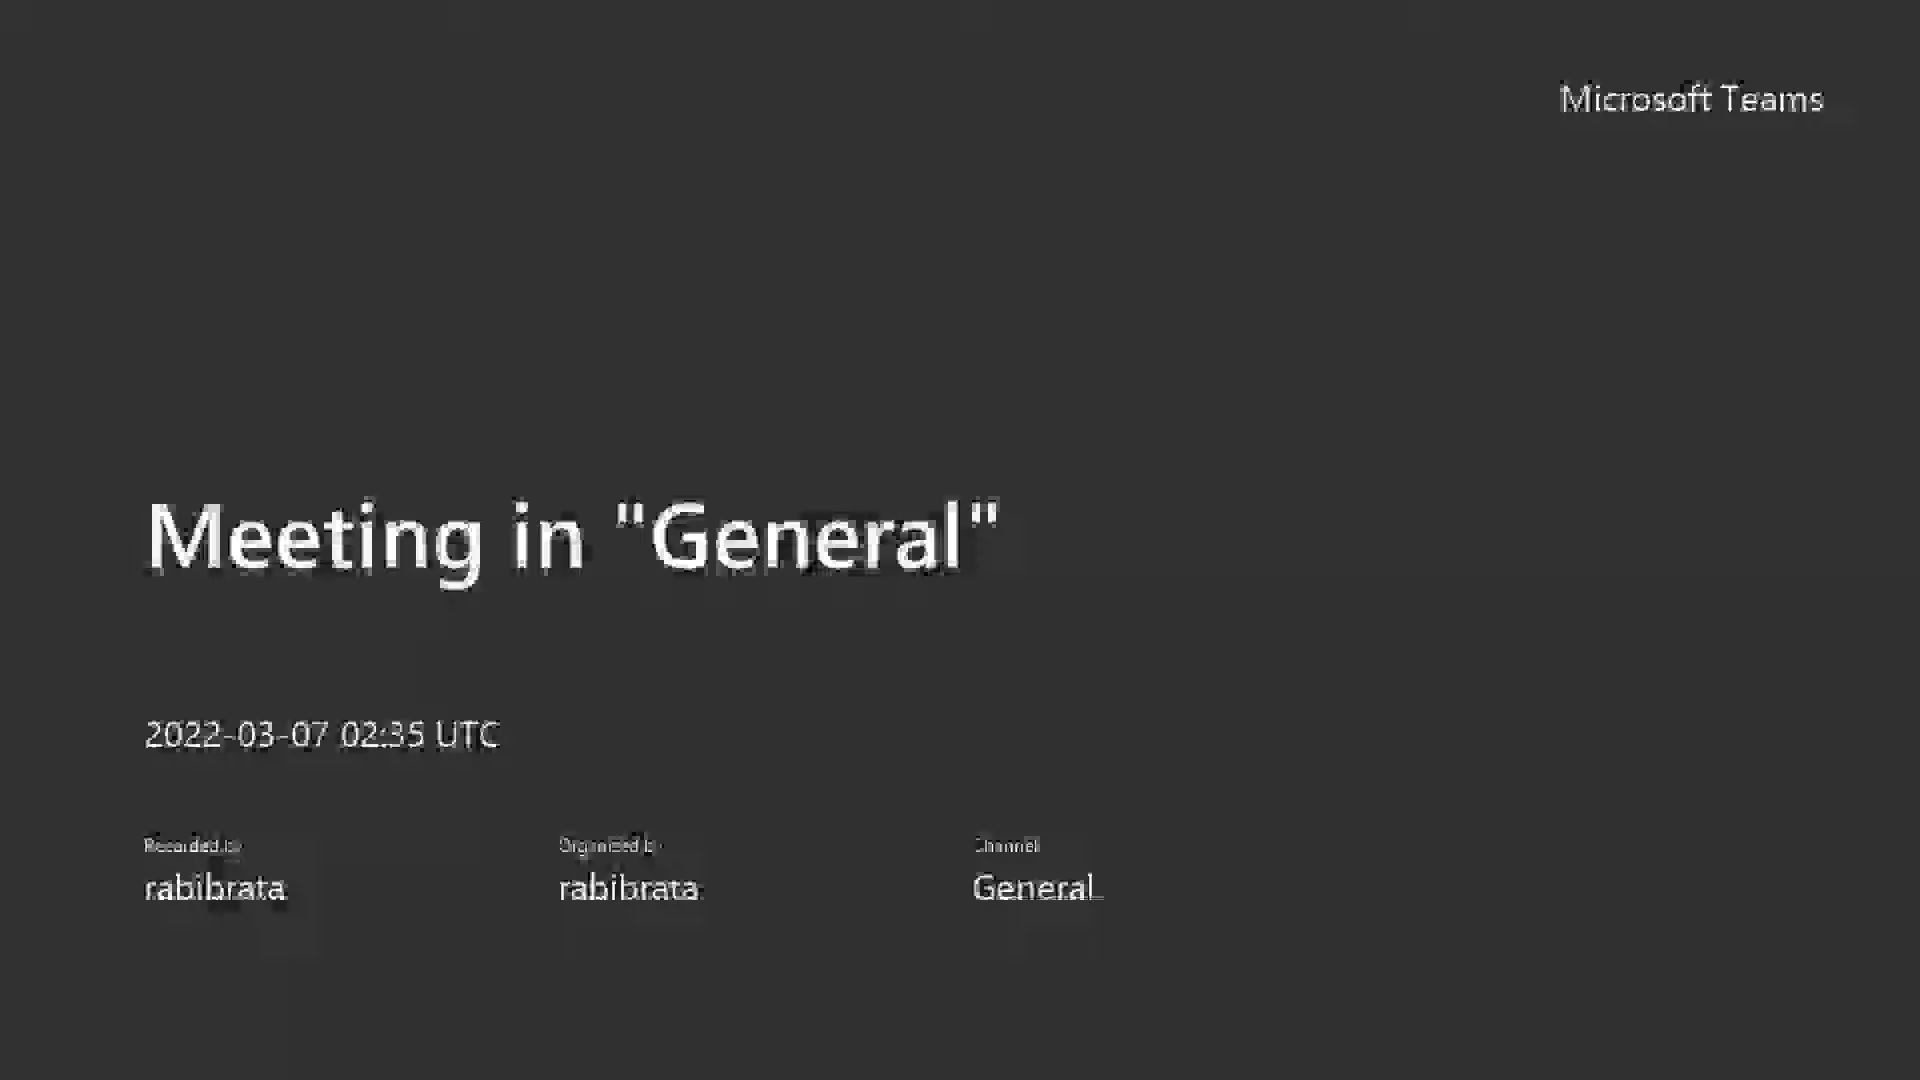 Microsoft Teams
Meeting in "General"
2022-03-07 02:35 UTC
Recorded by Organized by Channel
rabibrata rabibrata General